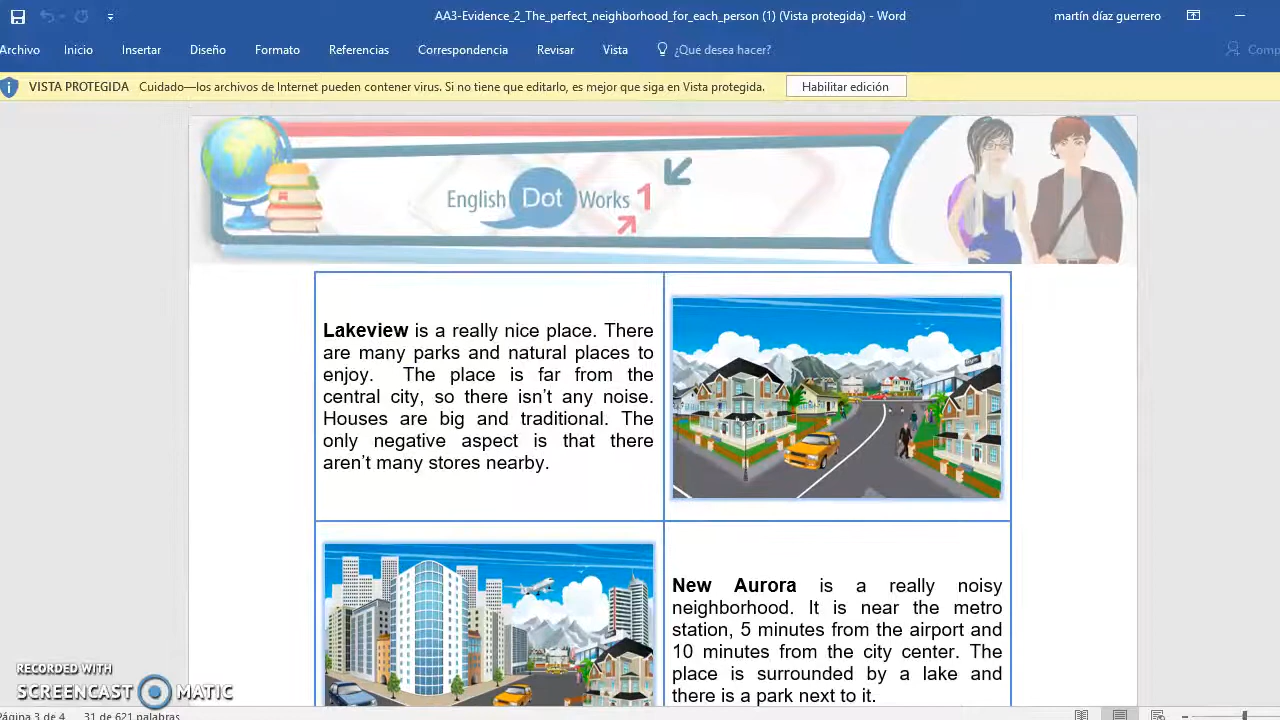 AA3-Evidence_2_The_perfect_neighborhood_for_each_person (1) (Vista protegida) - Word
martín díaz guerrero
Archivo Inicio Insertar Diseño Formato Referencias Correspondencia Revisar Vista ¿Qué desea hacer?
VISTA PROTEGIDA Cuidado—los archivos de Internet pueden contener virus. Si no tiene que editarlo, es mejor que siga en Vista protegida. Habilitar edición
English Dot Works 1
Lakeview is a really nice place. There
are many parks and natural places to
enjoy. The place is far from the
central city, so there isn't any noise.
Houses are big and traditional. The
only negative aspect is that there
aren't many stores nearby.
New Aurora is a really noisy
neighborhood. It is near the metro
station, 5 minutes from the airport and
10 minutes from the city center. The
place is surrounded by a lake and
there is a park next to it.
RECORDED WITH
SCREENCAST MATIC
Página 3 de 4 31 de 621 palabras